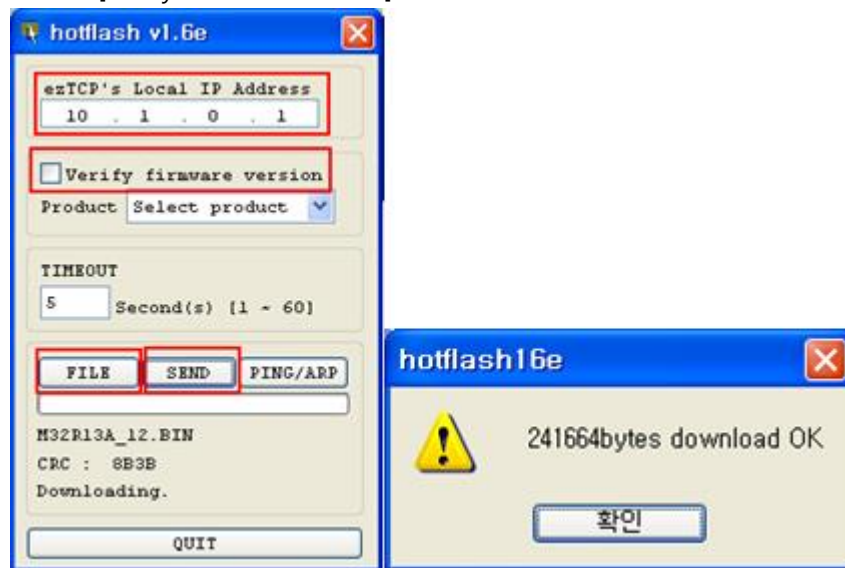 hotflash v1.6e
ezTCP's Local IP Address
10 . 1 . 0 . 1
Verify firmware version
Product Select product
TIMEOUT
5 Second(s) [1 ~ 60]
FILE SEND PING/ARP
M32R13A_12.BIN
CRC : 8B3B
Downloading.
QUIT
hotflash16e
241664bytes download OK
확인